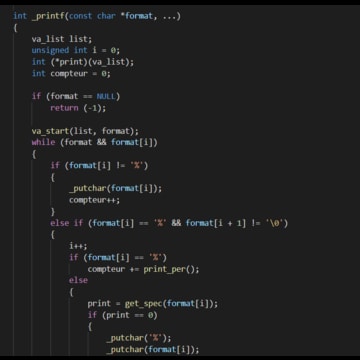 int _printf(const char *format, ...)
{
va_list list;
unsigned int i = 0;
int (*print)(va_list);
int compteur = 0;
if (format == NULL)
return (-1);
va_start(list, format);
while (format && format[i])
{
if (format[i] != '%')
{
_putchar(format[i]);
compteur++;
}
else if (format[i] == '%' && format[i + 1] != '\0')
{
i++;
if (format[i] == '%')
compteur += print_per();
else
{
print = get_spec(format[i]);
if (print == 0)
{
_putchar('%');
_putchar(format[i]);